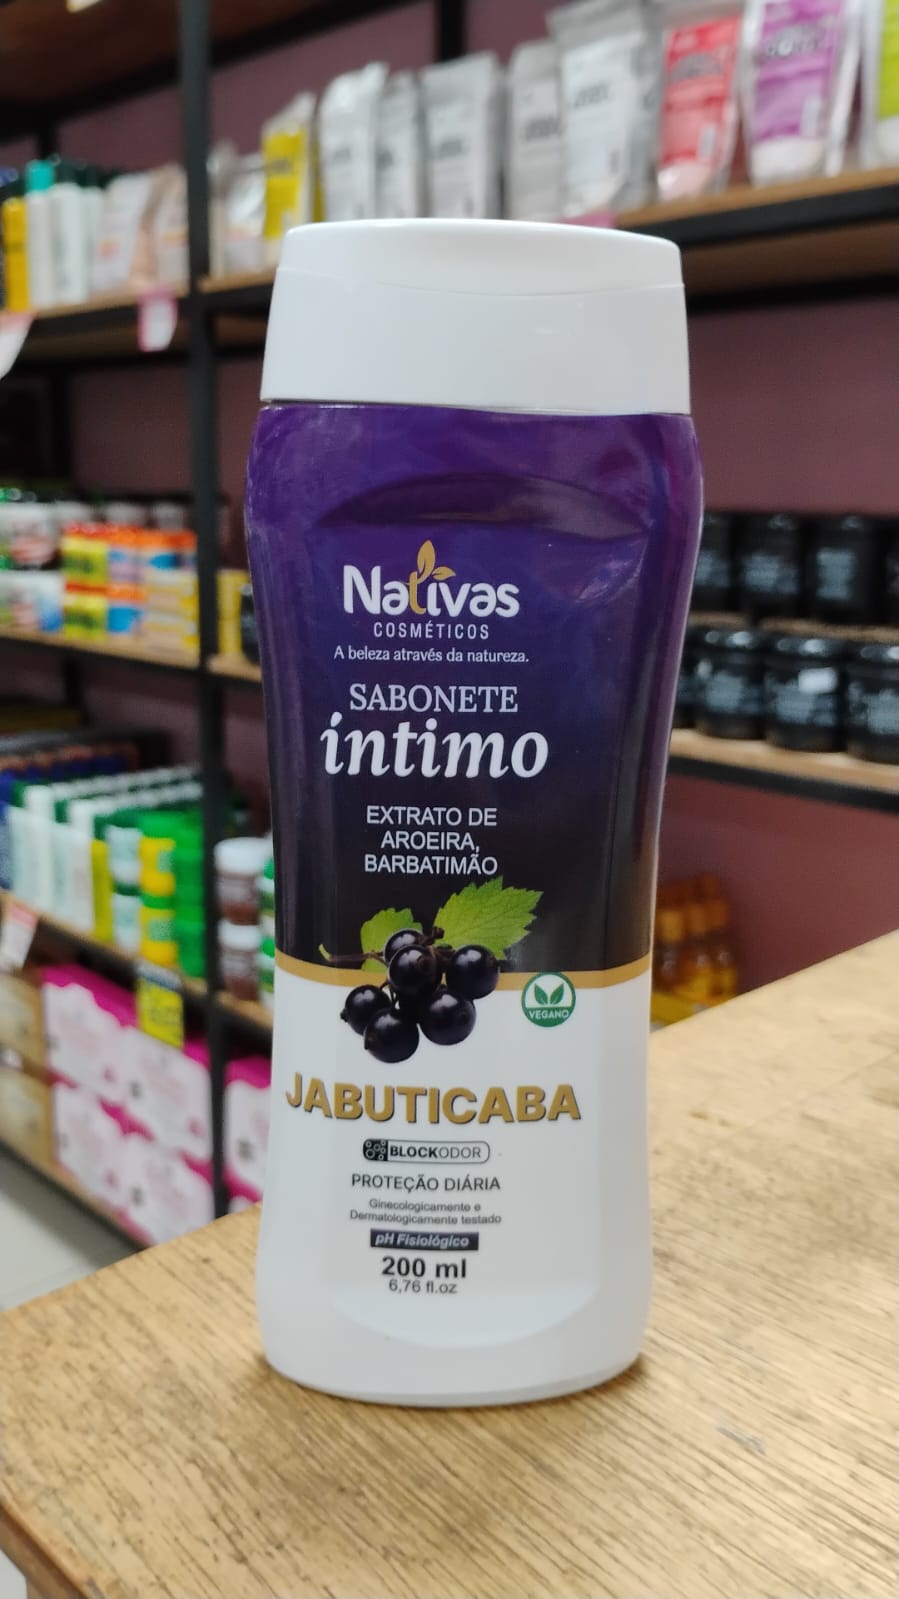 Nativas
COSMÉTICOS
A beleza através da natureza.
SABONETE
íntimo
EXTRATO DE
AROEIRA,
BARBATIMÃO
VEGANO
JABUTICABA
BLOCKODOR
PROTEÇÃO DIÁRIA
Ginecologicamente e
Dermatologicamente testado
pH Fisiológico
200 ml
6,76 fl.oz